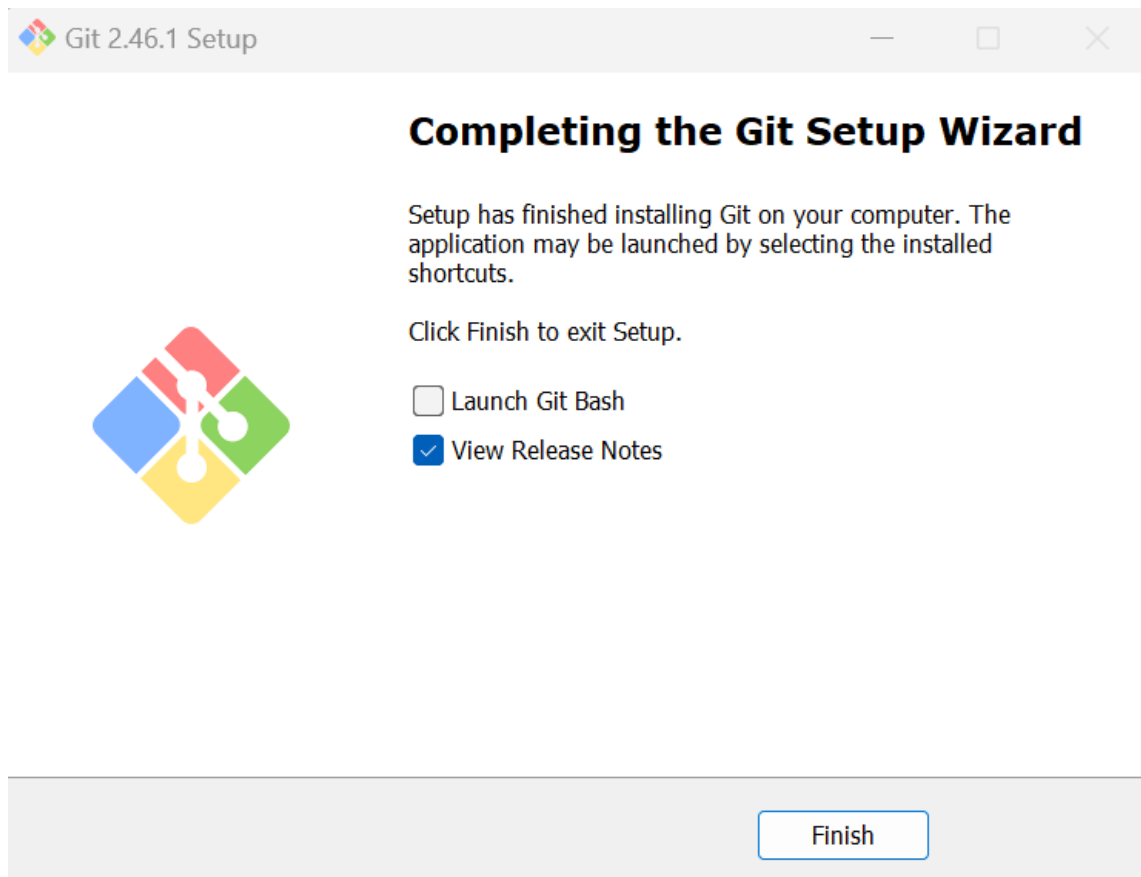 Git 2.46.1 Setup
Completing the Git Setup Wizard
Setup has finished installing Git on your computer. The
application may be launched by selecting the installed
shortcuts.
Click Finish to exit Setup.
Launch Git Bash
View Release Notes
Finish